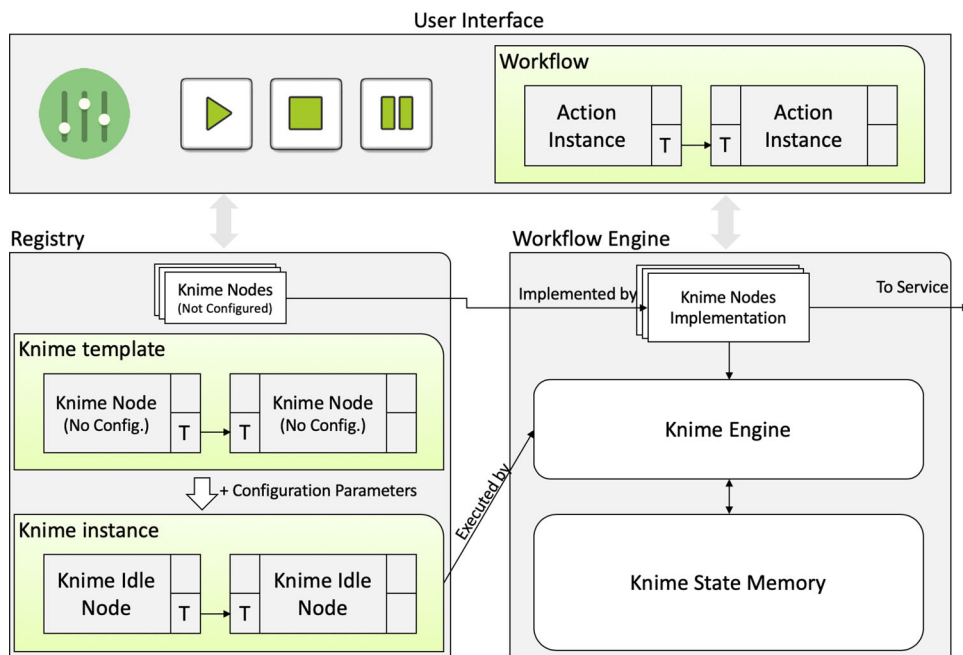 User Interface
Workflow
Action
Instance
T
T
Action
Instance
Registry
Workflow Engine
Knime Nodes
(Not Configured)
Implemented by
Knime Nodes
Implementation
To Service
Knime template
Knime Node
(No Config.)
T
T
Knime Node
(No Config.)
Knime Engine
+ Configuration Parameters
Executed by
Knime instance
Knime Idle
Node
T
T
Knime Idle
Node
Knime State Memory